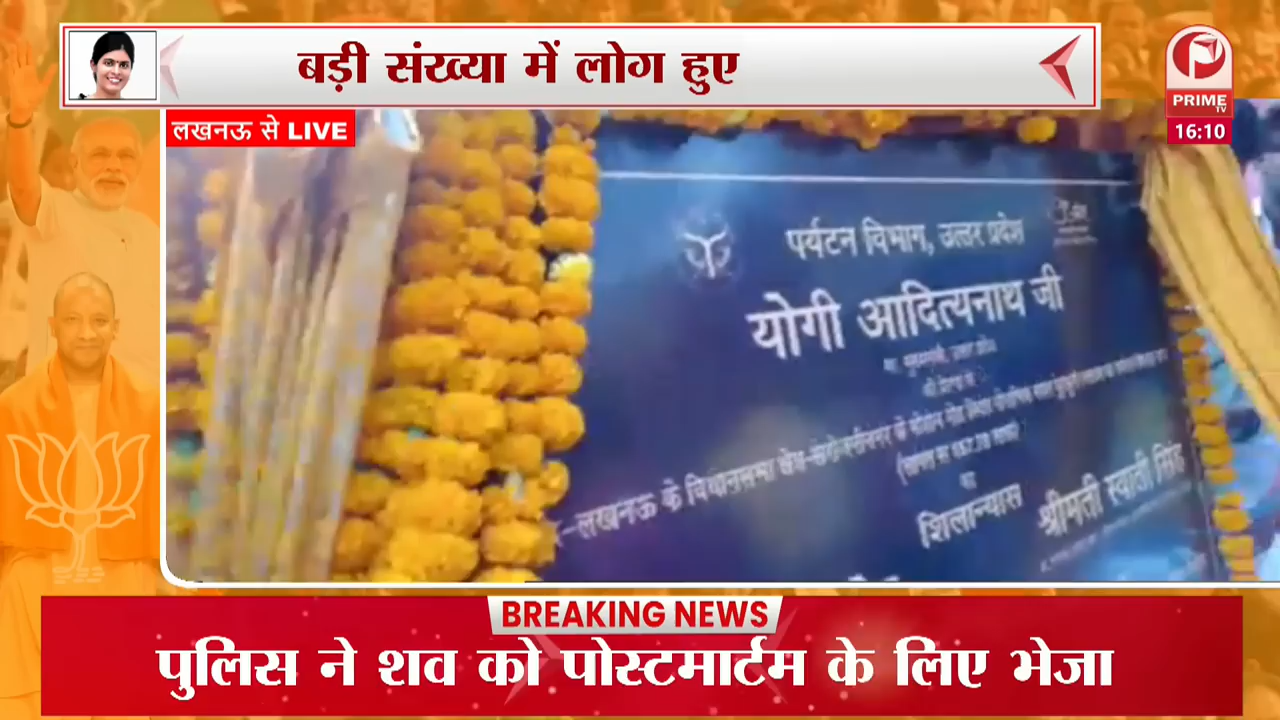 बड़ी संख्या में लोग हुए
PRIME
TV
16:10
लखनऊ से LIVE
पर्यटन विभाग, उत्तर प्रदेश
योगी आदित्यनाथ जी
लखनऊ के विधानसभा क्षेत्र-
का
शिलान्यास
श्रीमती स्वाती सिंह
BREAKING NEWS
पुलिस ने शव को पोस्टमार्टम के लिए भेजा